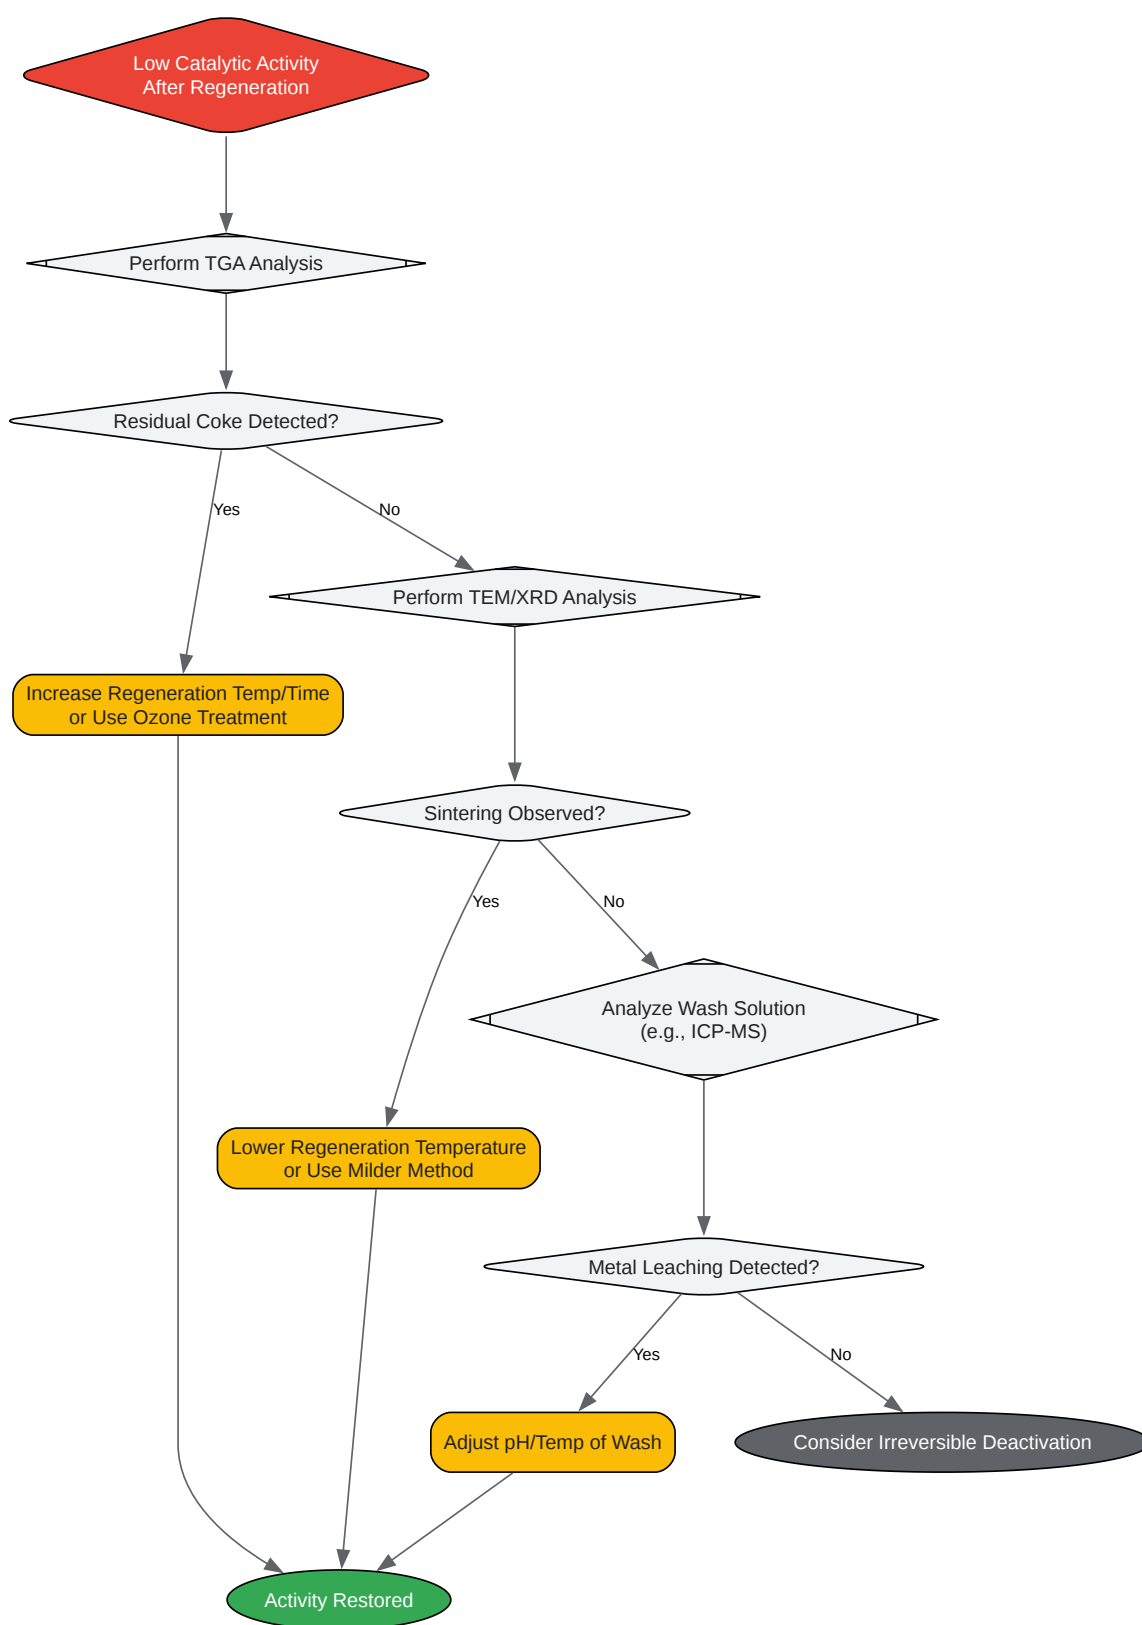 Low Catalytic Activity
After Regeneration
Perform TGA Analysis
Residual Coke Detected?
Yes
No
Perform TEM/XRD Analysis
Increase Regeneration Temp/Time
or Use Ozone Treatment
Sintering Observed?
Yes
No
Analyze Wash Solution
(e.g., ICP-MS)
Lower Regeneration Temperature
or Use Milder Method
Metal Leaching Detected?
Yes
No
Adjust pH/Temp of Wash
Consider Irreversible Deactivation
Activity Restored